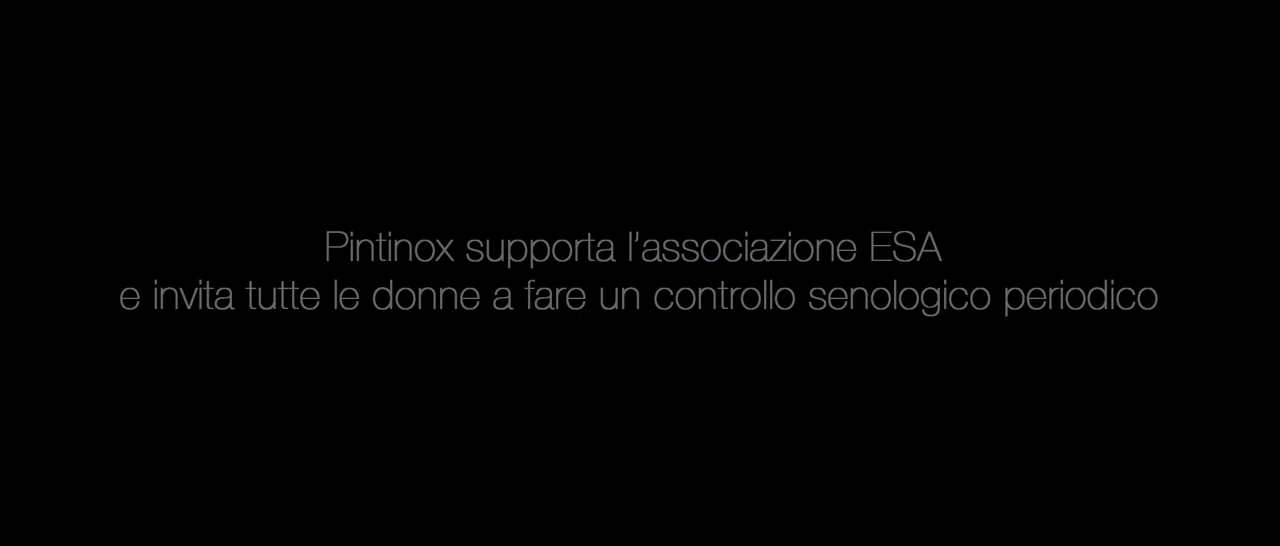 Pintinox supporta l’associazione ESA
e invita tutte le donne a fare un controllo senologico periodico